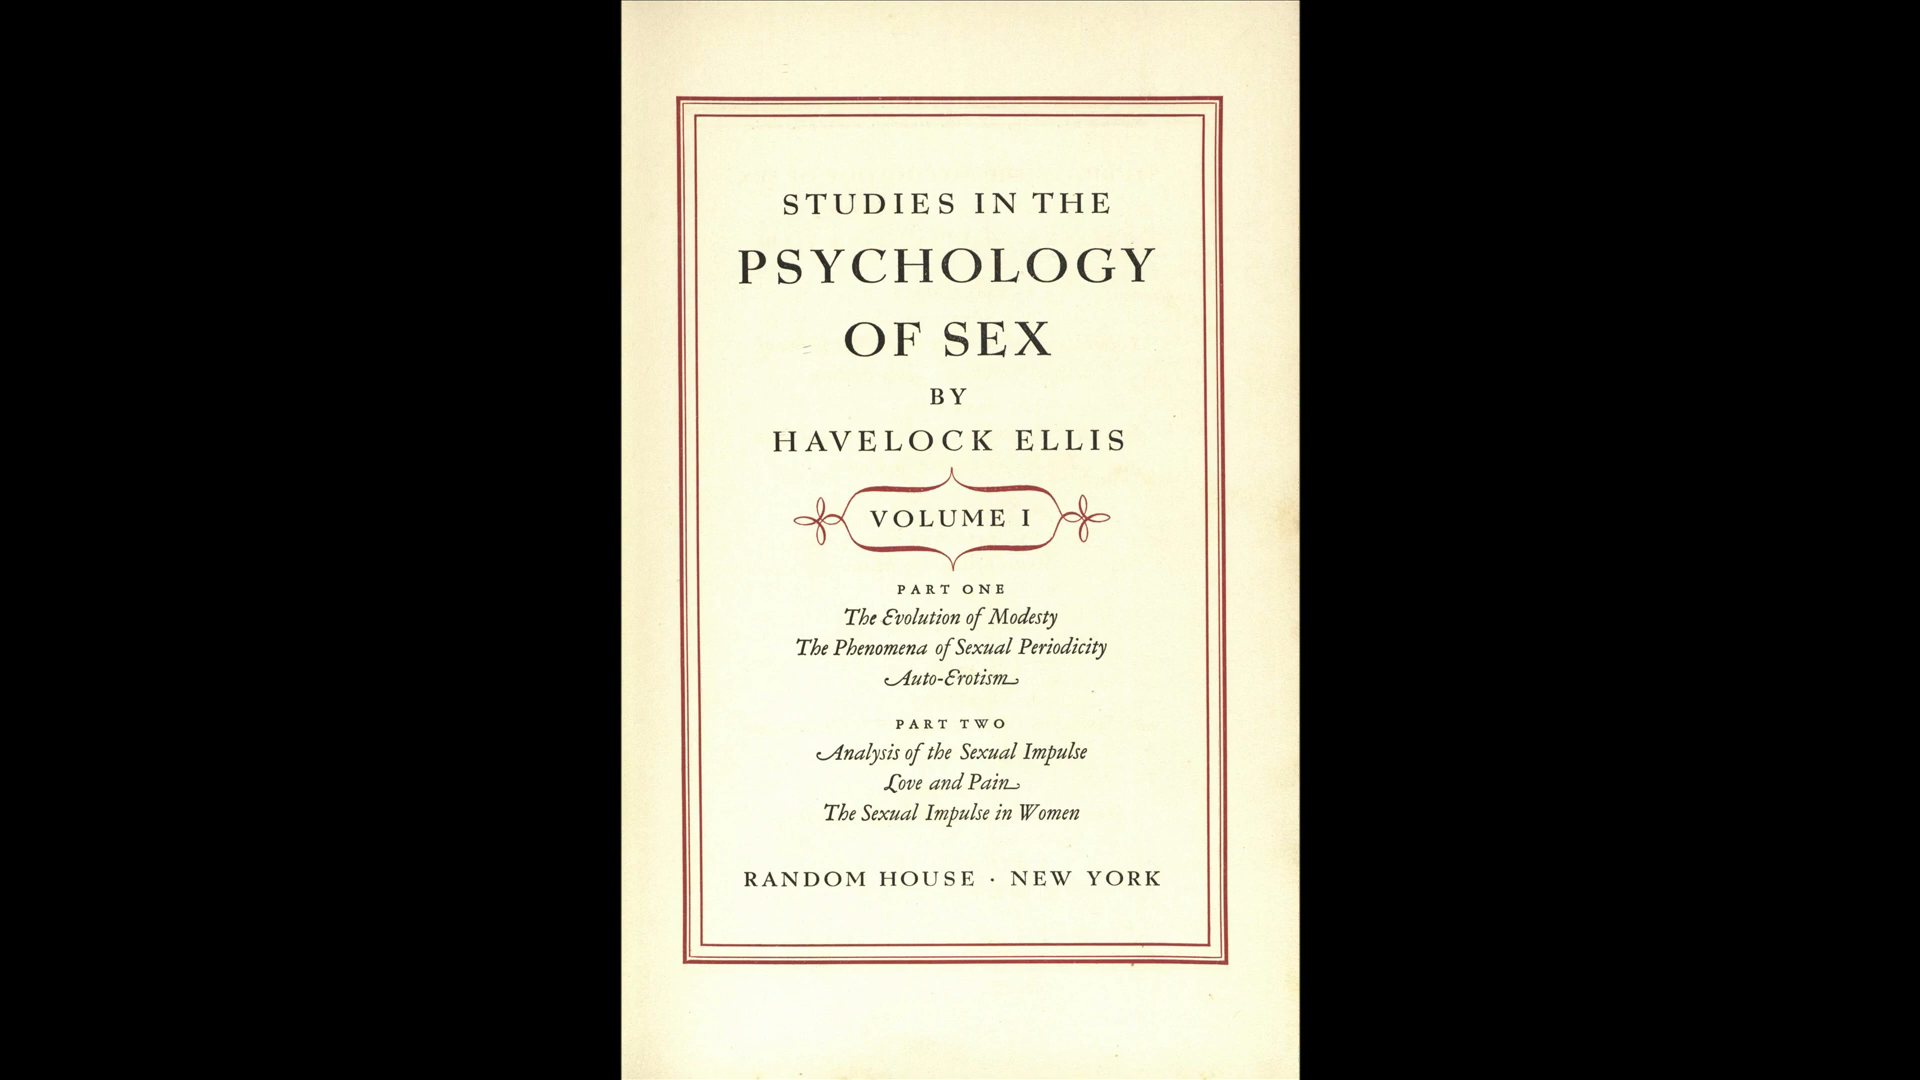 STUDIES IN THE
PSYCHOLOGY
OF SEX
BY
HAVELOCK ELLIS
VOLUME I
PART ONE
The Evolution of Modesty
The Phenomena of Sexual Periodicity
Auto-Erotism
PART TWO
Analysis of the Sexual Impulse
Love and Pain
The Sexual Impulse in Women
RANDOM HOUSE · NEW YORK